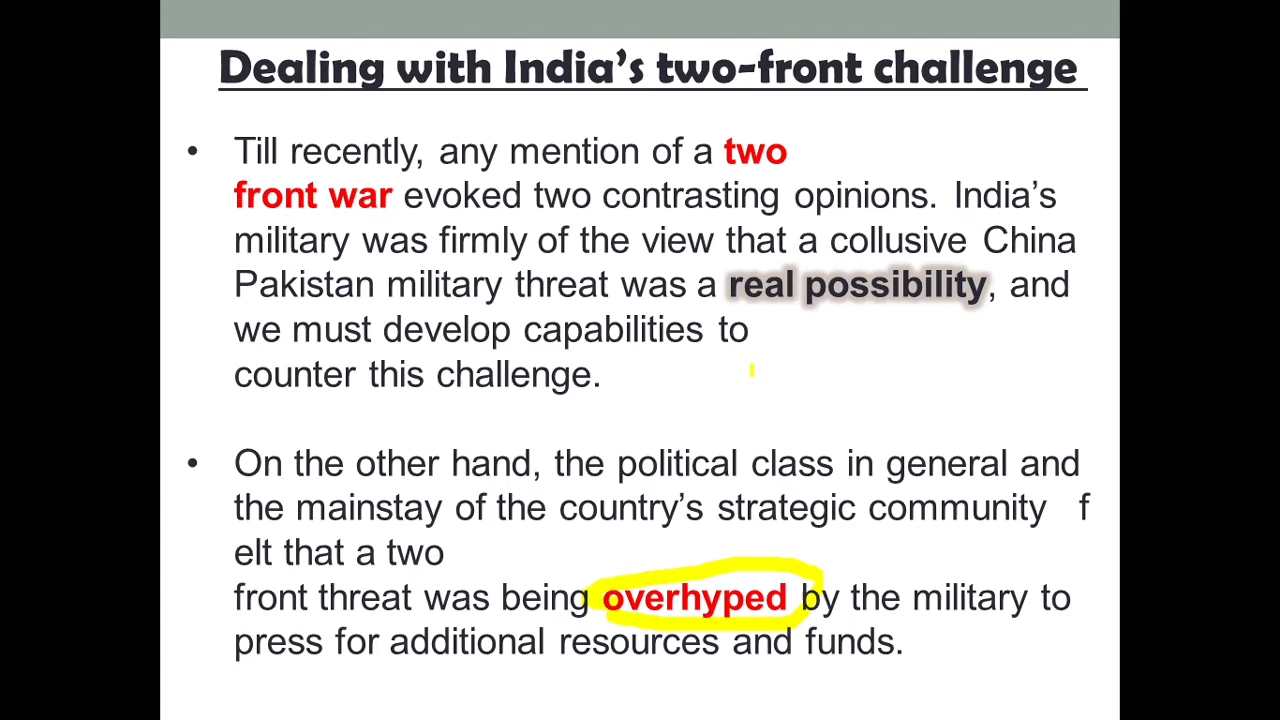 Dealing with India's two-front challenge
• Till recently, any mention of a two
front war evoked two contrasting opinions. India's
military was firmly of the view that a collusive China
Pakistan military threat was a real possibility, and
we must develop capabilities to
counter this challenge.
• On the other hand, the political class in general and
the mainstay of the country's strategic community f
elt that a two
front threat was being overhyped by the military to
press for additional resources and funds.